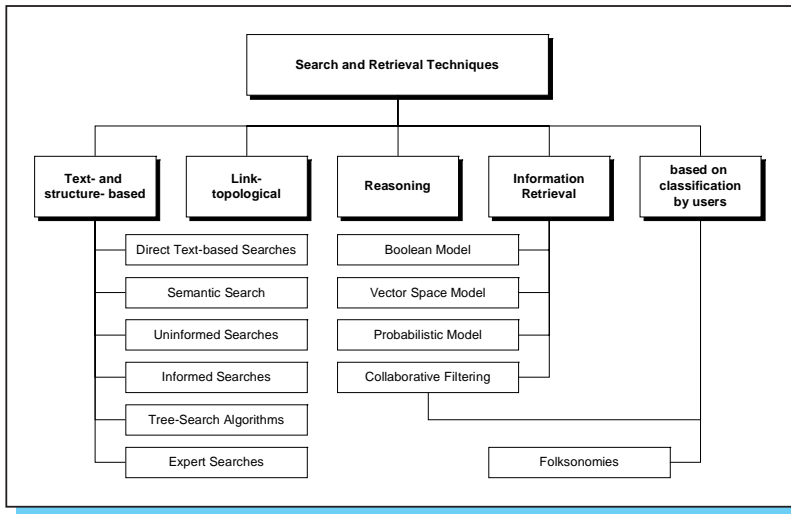 Search and Retrieval Techniques
Text- and
structure- based
Link-
topological
Reasoning
Information
Retrieval
based on
classification
by users
Direct Text-based Searches
Semantic Search
Uninformed Searches
Informed Searches
Tree-Search Algorithms
Expert Searches
Boolean Model
Vector Space Model
Probabilistic Model
Collaborative Filtering
Folksonomies